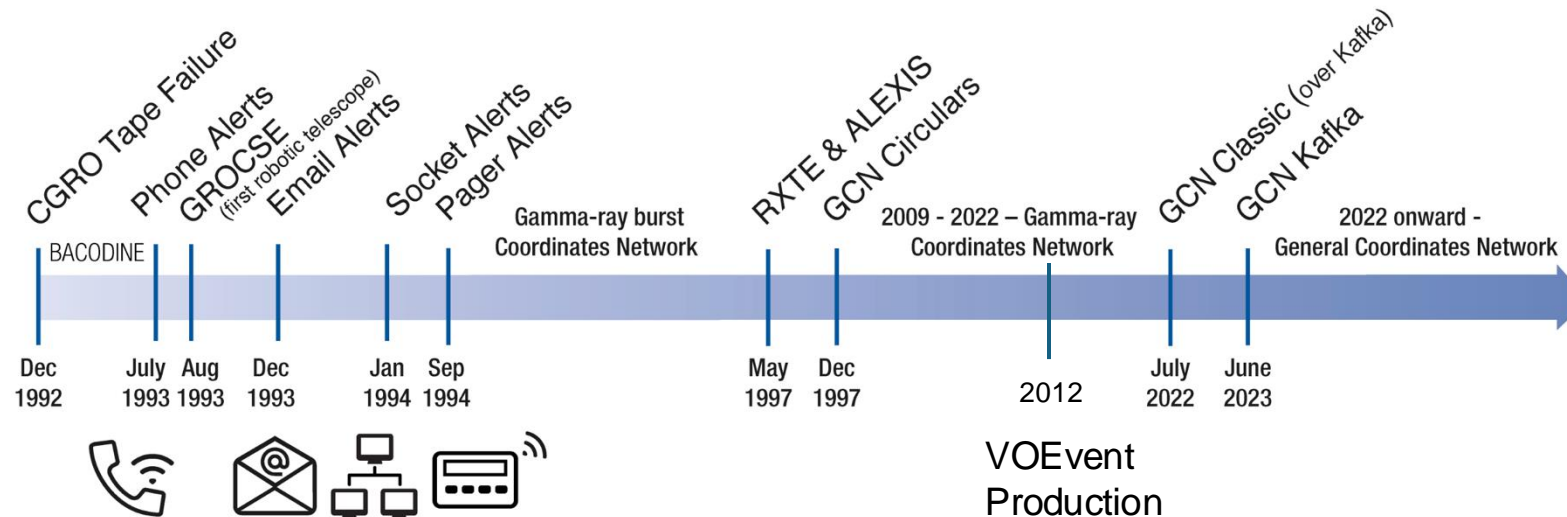 CGRO Tape Failure
Phone Alerts
GROCSE
(first robotic telescope)
Email Alerts
Socket Alerts
Pager Alerts
RXTE & ALEXIS
GCN Circulars
GCN Classic (over Kafka)
GCN Kafka
BACODINE
Gamma-ray burst
Coordinates Network
2009 - 2022 – Gamma-ray
Coordinates Network
2022 onward -
General Coordinates Network
Dec
1992
July
1993
Aug
1993
Dec
1993
Jan
1994
Sep
1994
May
1997
Dec
1997
2012
July
2022
June
2023
@
VOEvent
Production